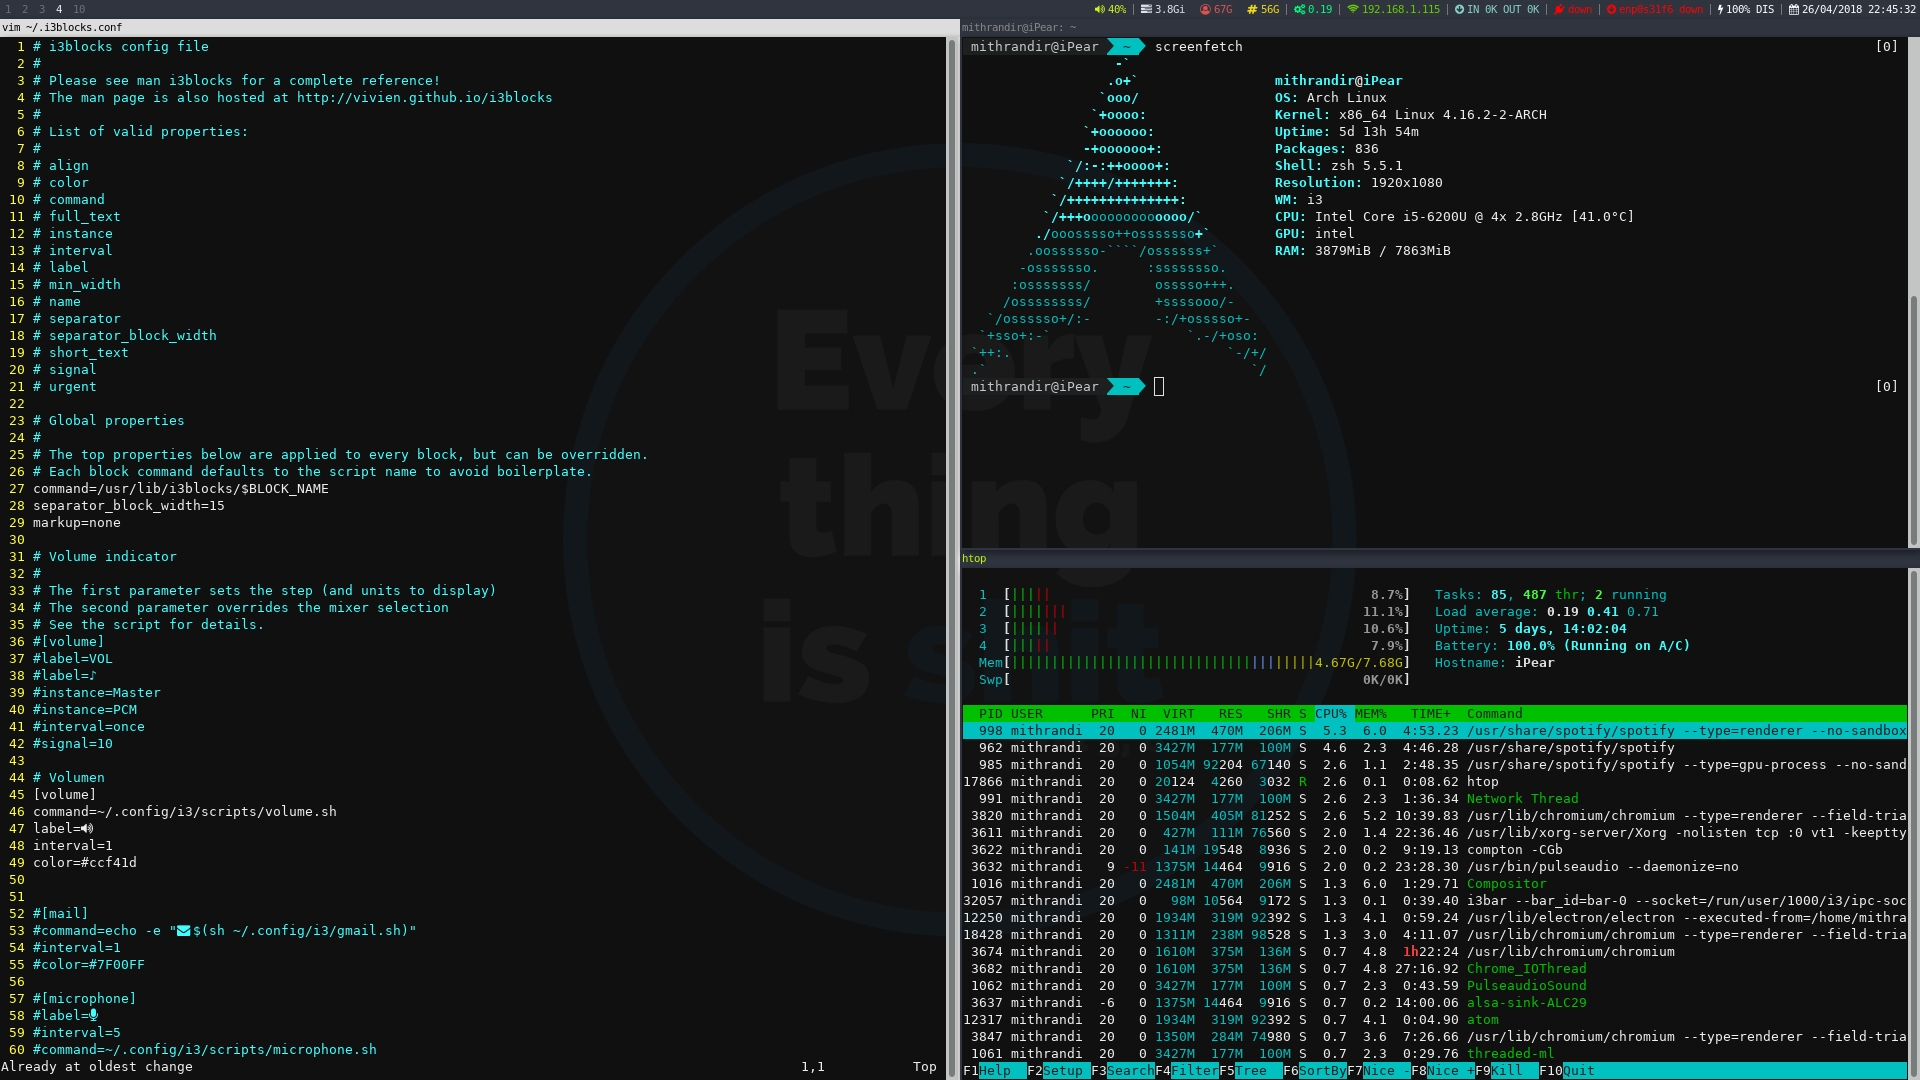 1 2 3 4 10
40% | 3.8Gi 67G 56G 0.19 | 192.168.1.115 | IN 0K OUT 0K | down | enp0s31f6 down | 100% DIS | 26/04/2018 22:45:32
vim ~/.i3blocks.conf
1 # i3blocks config file
2 #
3 # Please see man i3blocks for a complete reference!
4 # The man page is also hosted at http://vivien.github.io/i3blocks
5 #
6 # List of valid properties:
7 #
8 # align
9 # color
10 # command
11 # full_text
12 # instance
13 # interval
14 # label
15 # min_width
16 # name
17 # separator
18 # separator_block_width
19 # short_text
20 # signal
21 # urgent
22
23 # Global properties
24 #
25 # The top properties below are applied to every block, but can be overridden.
26 # Each block command defaults to the script name to avoid boilerplate.
27 command=/usr/lib/i3blocks/$BLOCK_NAME
28 separator_block_width=15
29 markup=none
30
31 # Volume indicator
32 #
33 # The first parameter sets the step (and units to display)
34 # The second parameter overrides the mixer selection
35 # See the script for details.
36 #[volume]
37 #label=VOL
38 #label=♪
39 #instance=Master
40 #instance=PCM
41 #interval=once
42 #signal=10
43
44 # Volumen
45 [volume]
46 command=~/.config/i3/scripts/volume.sh
47 label=
48 interval=1
49 color=#ccf41d
50
51
52 #[mail]
53 #command=echo -e "$(sh ~/.config/i3/gmail.sh)"
54 #interval=1
55 #color=#7F00FF
56
57 #[microphone]
58 #label=
59 #interval=5
60 #command=~/.config/i3/scripts/microphone.sh
Already at oldest change 1,1 Top
mithrandir@iPear: ~
mithrandir@iPear ~ screenfetch [0]
-`
.o+` mithrandir@iPear
`ooo/ OS: Arch Linux
`+oooo: Kernel: x86_64 Linux 4.16.2-2-ARCH
`+oooooo: Uptime: 5d 13h 54m
-+oooooo+: Packages: 836
`/:-:++oooo+: Shell: zsh 5.5.1
`/++++/+++++++: Resolution: 1920x1080
`/++++++++++++++: WM: i3
`/+++ooooooooooooo/` CPU: Intel Core i5-6200U @ 4x 2.8GHz [41.0°C]
./ooosssso++osssssso+` GPU: intel
.oossssso-````/ossssss+` RAM: 3879MiB / 7863MiB
-osssssso. :ssssssso.
:osssssss/ osssso+++.
/ossssssss/ +ssssooo/-
`/ossssso+/:- -:/+osssso+-
`+sso+:-` `.-/+oso:
`++:. `-/+/
.` `/
mithrandir@iPear ~ [0]
Every
thing
is shit
htop
1 [||||| 8.7%] Tasks: 85, 487 thr; 2 running
2 [||||||| 11.1%] Load average: 0.19 0.41 0.71
3 [|||||| 10.6%] Uptime: 5 days, 14:02:04
4 [||||| 7.9%] Battery: 100.0% (Running on A/C)
Mem[||||||||||||||||||||||||||||||||||||||4.67G/7.68G] Hostname: iPear
Swp[ 0K/0K]
PID USER PRI NI VIRT RES SHR S CPU% MEM% TIME+ Command
998 mithrandi 20 0 2481M 470M 206M S 5.3 6.0 4:53.23 /usr/share/spotify/spotify --type=renderer --no-sandbox
962 mithrandi 20 0 3427M 177M 100M S 4.6 2.3 4:46.28 /usr/share/spotify/spotify
985 mithrandi 20 0 1054M 92204 67140 S 2.6 1.1 2:48.35 /usr/share/spotify/spotify --type=gpu-process --no-sand
17866 mithrandi 20 0 20124 4260 3032 R 2.6 0.1 0:08.62 htop
991 mithrandi 20 0 3427M 177M 100M S 2.6 2.3 1:36.34 Network Thread
3820 mithrandi 20 0 1504M 405M 81252 S 2.6 5.2 10:39.83 /usr/lib/chromium/chromium --type=renderer --field-tria
3611 mithrandi 20 0 427M 111M 76560 S 2.0 1.4 22:36.46 /usr/lib/xorg-server/Xorg -nolisten tcp :0 vt1 -keeptty
3622 mithrandi 20 0 141M 19548 8936 S 2.0 0.2 9:19.13 compton -CGb
3632 mithrandi 9 -11 1375M 14464 9916 S 2.0 0.2 23:28.30 /usr/bin/pulseaudio --daemonize=no
1016 mithrandi 20 0 2481M 470M 206M S 1.3 6.0 1:29.71 Compositor
32057 mithrandi 20 0 98M 10564 9172 S 1.3 0.1 0:39.40 i3bar --bar_id=bar-0 --socket=/run/user/1000/i3/ipc-soc
12250 mithrandi 20 0 1934M 319M 92392 S 1.3 4.1 0:59.24 /usr/lib/electron/electron --executed-from=/home/mithra
18428 mithrandi 20 0 1311M 238M 98528 S 1.3 3.0 4:11.07 /usr/lib/chromium/chromium --type=renderer --field-tria
3674 mithrandi 20 0 1610M 375M 136M S 0.7 4.8 1h22:24 /usr/lib/chromium/chromium
3682 mithrandi 20 0 1610M 375M 136M S 0.7 4.8 27:16.92 Chrome_IOThread
1062 mithrandi 20 0 3427M 177M 100M S 0.7 2.3 0:43.59 PulseaudioSound
3637 mithrandi -6 0 1375M 14464 9916 S 0.7 0.2 14:00.06 alsa-sink-ALC29
12317 mithrandi 20 0 1934M 319M 92392 S 0.7 4.1 0:04.90 atom
3847 mithrandi 20 0 1350M 284M 74980 S 0.7 3.6 7:26.66 /usr/lib/chromium/chromium --type=renderer --field-tria
1061 mithrandi 20 0 3427M 177M 100M S 0.7 2.3 0:29.76 threaded-ml
F1Help F2Setup F3SearchF4FilterF5Tree F6SortByF7Nice -F8Nice +F9Kill F10Quit